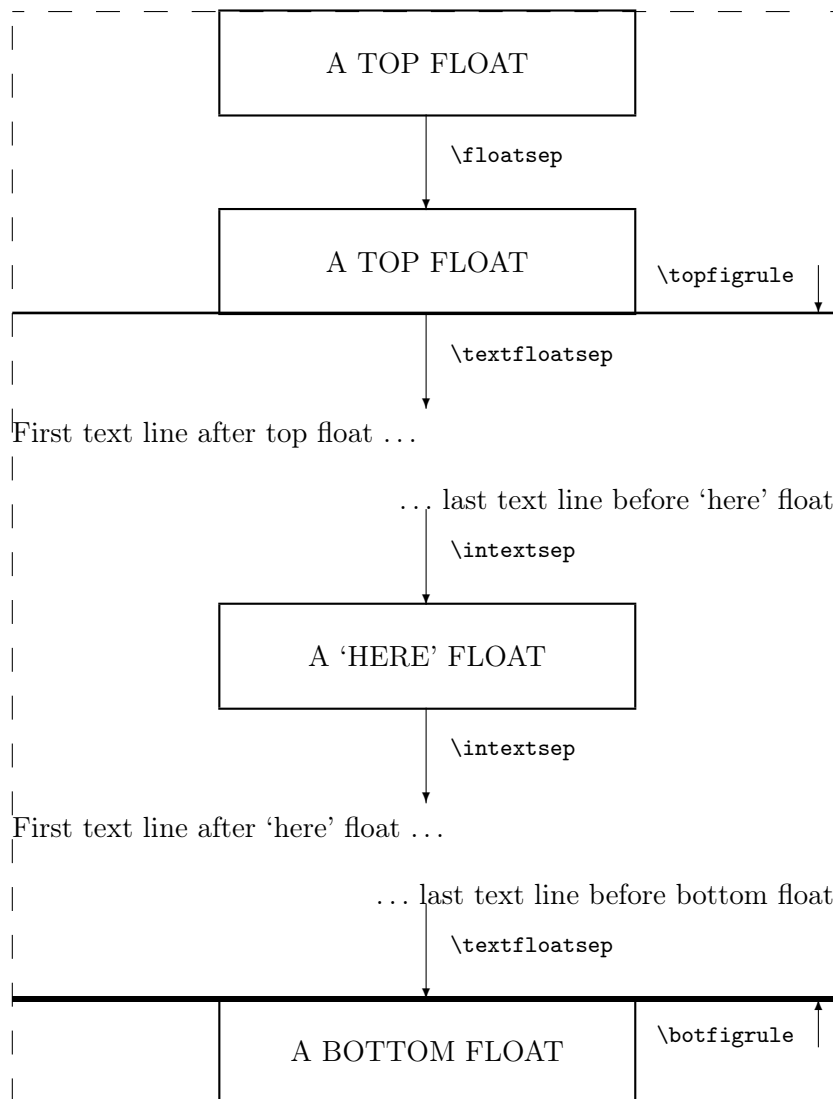 A TOP FLOAT
\floatsep
A TOP FLOAT
\topfigrule
\textfloatsep
First text line after top float . . .
. . . last text line before ‘here’ float
\intextsep
A ‘HERE’ FLOAT
\intextsep
First text line after ‘here’ float . . .
. . . last text line before bottom float
\textfloatsep
\botfigrule
A BOTTOM FLOAT